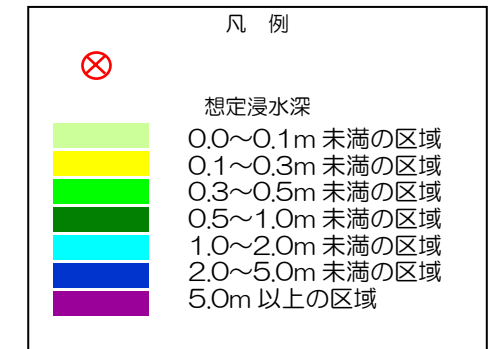 凡 例
想定浸水深
0.0～0.1m 未満の区域
0.1～0.3m 未満の区域
0.3～0.5m 未満の区域
0.5～1.0m 未満の区域
1.0～2.0m 未満の区域
2.0～5.0m 未満の区域
5.0m 以上の区域